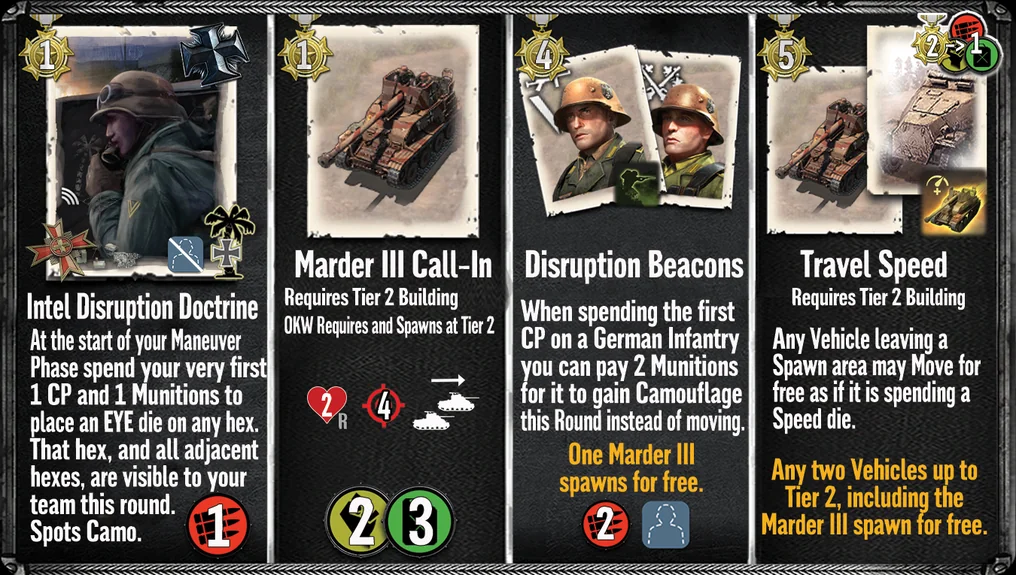 1
Intel Disruption Doctrine
At the start of your Maneuver
Phase spend your very first
1 CP and 1 Munitions to
place an EYE die on any hex.
That hex, and all adjacent
hexes, are visible to your
team this round.
Spots Camo.
1
1
Marder III Call-In
Requires Tier 2 Building
OKW Requires and Spawns at Tier 2
2
R
4
2 3
4
Disruption Beacons
When spending the first
CP on a German Infantry
you can pay 2 Munitions
for it to gain Camouflage
this Round instead of moving.
One Marder III
spawns for free.
2
5
2 1
Travel Speed
Requires Tier 2 Building
Any Vehicle leaving a
Spawn area may Move for
free as if it is spending a
Speed die.
Any two Vehicles up to
Tier 2, including the
Marder III spawn for free.